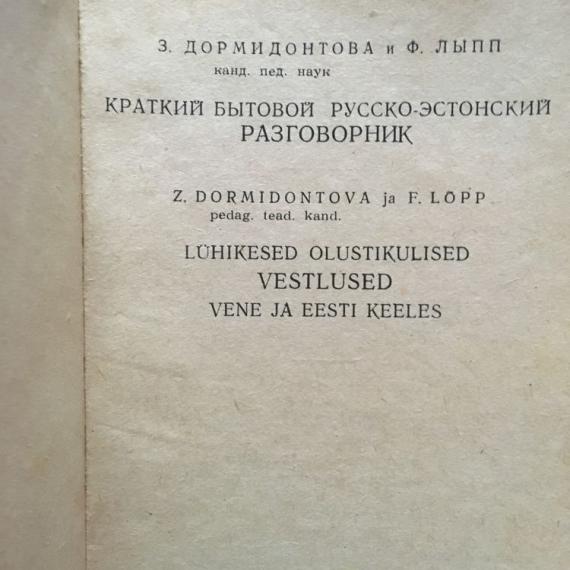 З. ДОРМИДОНТОВА и Ф. ЛЫПП
канд. пед. наук
КРАТКИЙ БЫТОВОЙ РУССКО-ЭСТОНСКИЙ
РАЗГОВОРНИК
Z. DORMIDONTOVA ja F. LÕPP
pedag. tead. kand.
LÜHIKESED OLUSTIKULISED
VESTLUSED
VENE JA EESTI KEELES